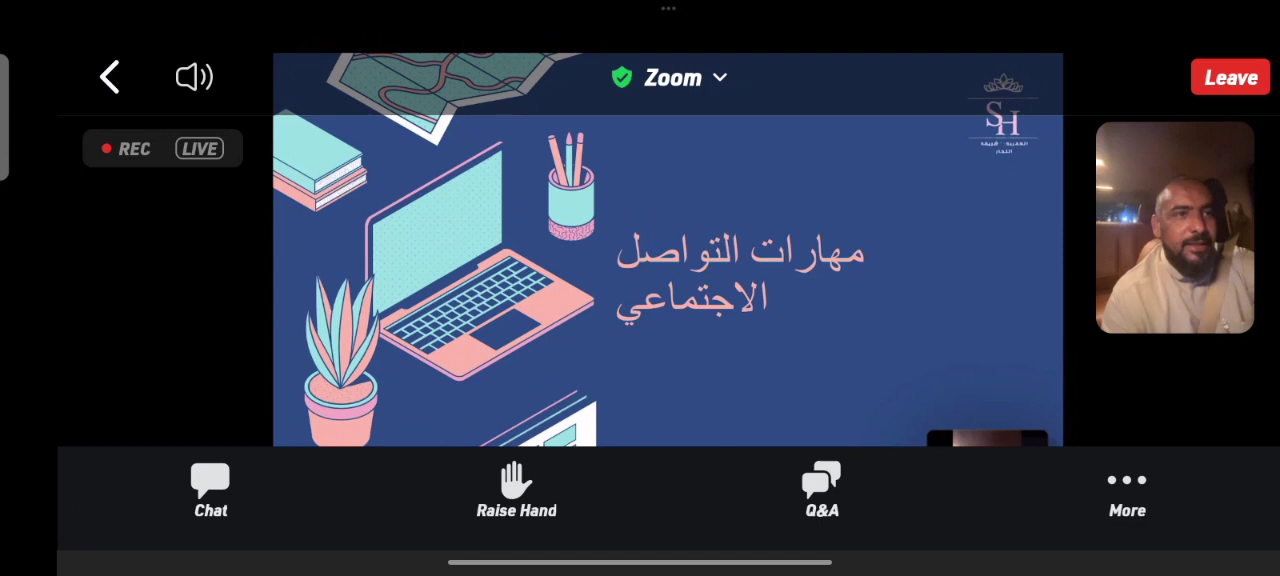 Zoom
Leave
REC
LIVE
SH
مهارات التواصل
الاجتماعي
Chat
Raise Hand
Q&A
More